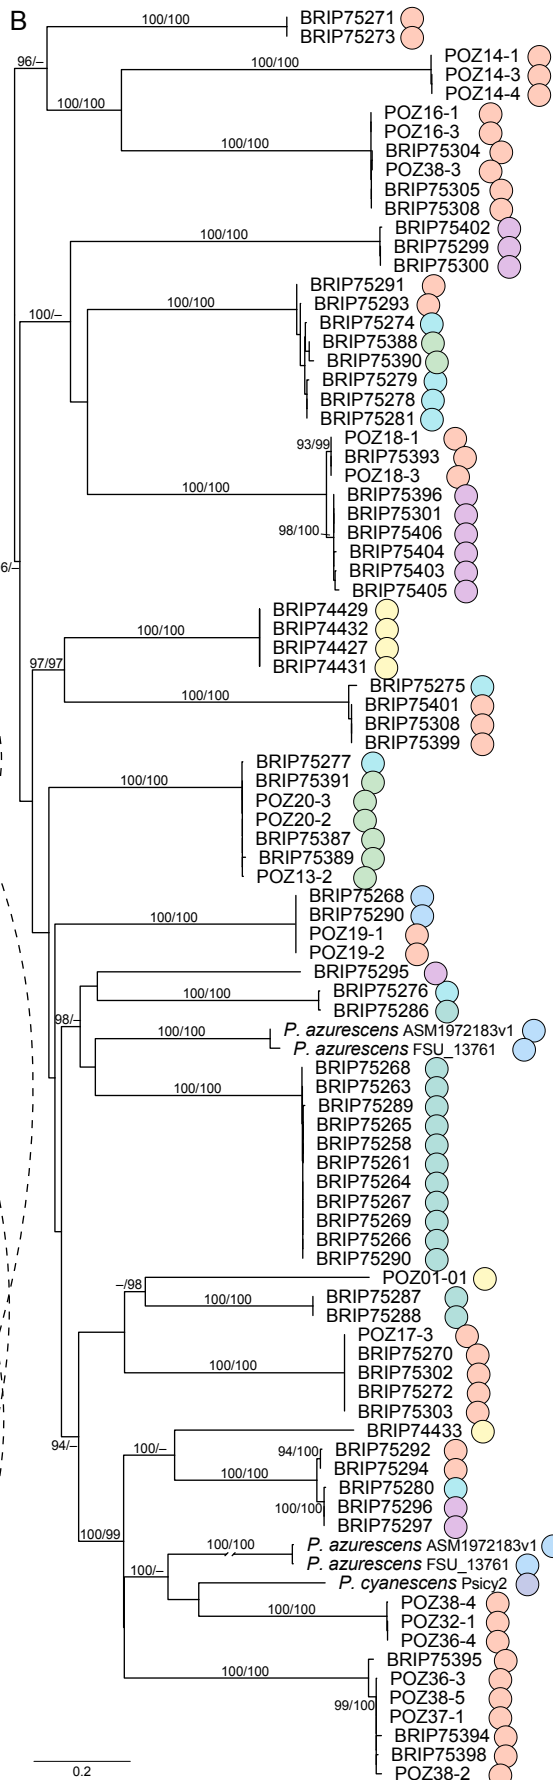 B
100/100
BRIP75271
BRIP75273
96/–
100/100
POZ14-1
POZ14-3
POZ14-4
100/100
100/100
POZ16-1
POZ16-3
BRIP75304
POZ38-3
BRIP75305
BRIP75308
100/100
BRIP75402
BRIP75299
BRIP75300
100/–
100/100
BRIP75291
BRIP75293
BRIP75274
BRIP75388
BRIP75390
BRIP75279
BRIP75278
BRIP75281
93/99
100/100
POZ18-1
BRIP75393
POZ18-3
98/100
BRIP75396
BRIP75301
BRIP75406
BRIP75404
BRIP75403
BRIP75405
6/–
100/100
BRIP74429
BRIP74432
BRIP74427
BRIP74431
97/97
100/100
BRIP75275
BRIP75401
BRIP75308
BRIP75399
100/100
BRIP75277
BRIP75391
POZ20-3
POZ20-2
BRIP75387
BRIP75389
POZ13-2
100/100
BRIP75268
BRIP75290
POZ19-1
POZ19-2
BRIP75295
98/–
100/100
BRIP75276
BRIP75286
100/100
P. azurescens ASM1972183v1
P. azurescens FSU_13761
100/100
BRIP75268
BRIP75263
BRIP75289
BRIP75265
BRIP75258
BRIP75261
BRIP75264
BRIP75267
BRIP75269
BRIP75266
BRIP75290
–/98
POZ01-01
100/100
BRIP75287
BRIP75288
100/100
POZ17-3
BRIP75270
BRIP75302
BRIP75272
BRIP75303
94/–
100/–
BRIP74433
94/100
100/100
BRIP75292
BRIP75294
BRIP75280
100/100
BRIP75296
BRIP75297
100/99
100/100
P. azurescens ASM1972183v1
P. azurescens FSU_13761
100/–
P. cyanescens Psicy2
100/100
POZ38-4
POZ32-1
POZ36-4
100/100
BRIP75395
POZ36-3
POZ38-5
99/100
POZ37-1
BRIP75394
BRIP75398
POZ38-2
0.2